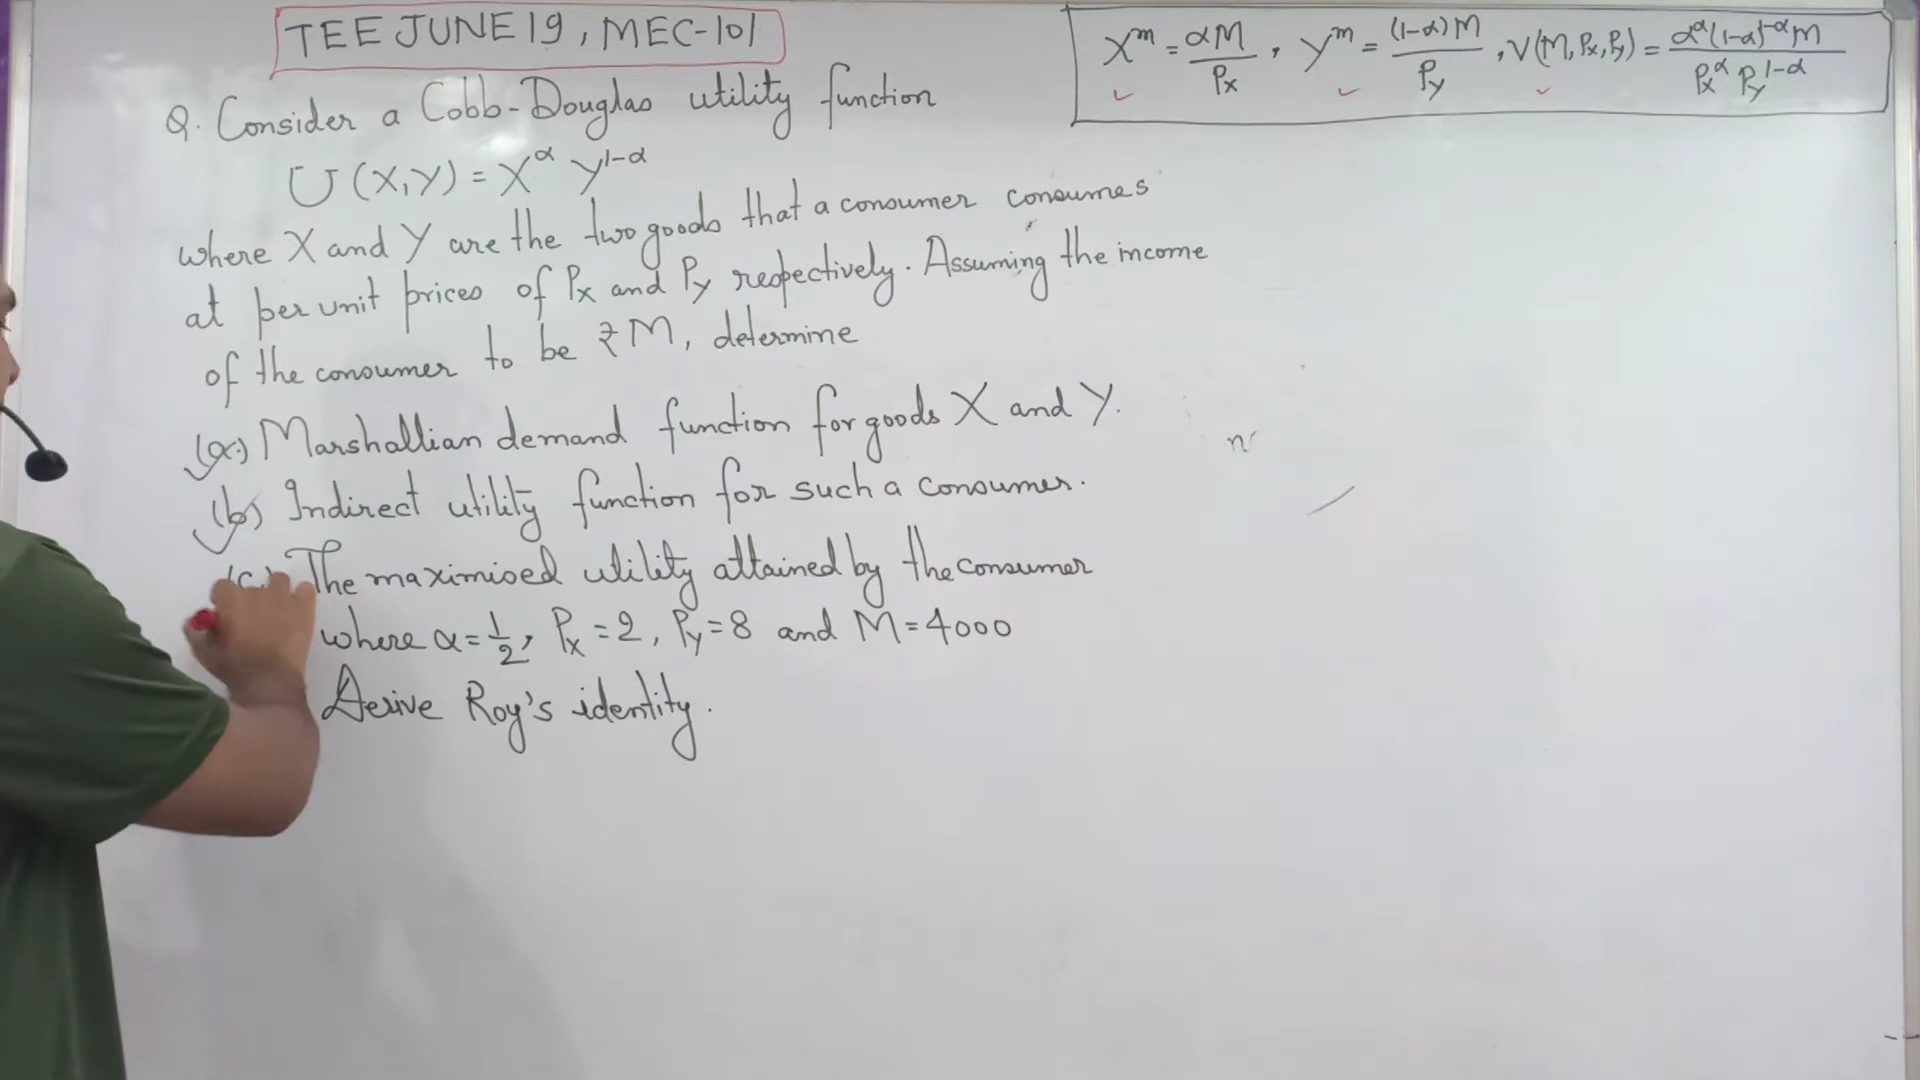 TEE JUNE 19, MEC-101
X^m = αM/Px, Y^m = (1-α)M/Py, V(M, Px, Py) = α^α(1-α)^1-α M/Px^α Py^1-α
Q. Consider a Cobb-Douglas utility function
U(X,Y) = X^α Y^1-α
where X and Y are the two goods that a consumer consumes
at per unit prices of Px and Py respectively. Assuming the income
of the consumer to be ₹M, determine
(a.) Marshallian demand function for goods X and Y.
(b) Indirect utility function for such a consumer.
(c) The maximised utility attained by the consumer
where α = 1/2, Px = 2, Py = 8 and M = 4000
Derive Roy's identity.